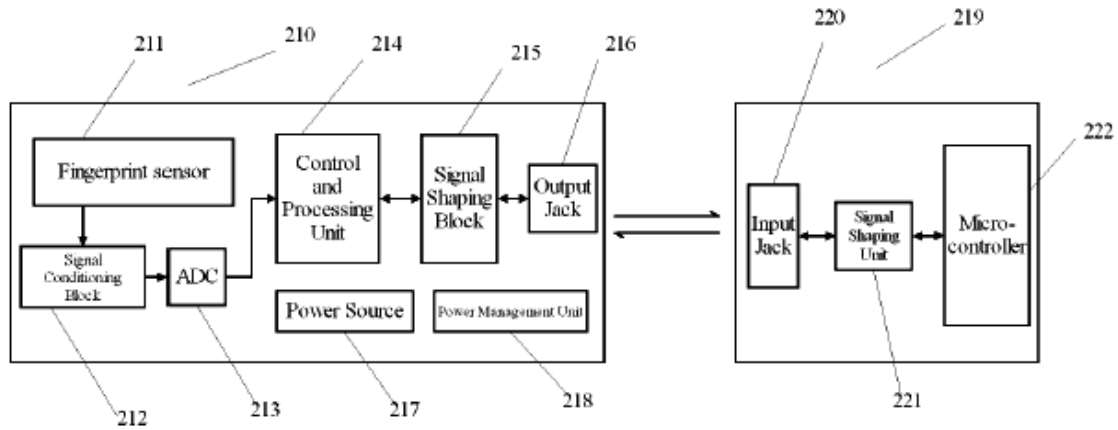 211
210
214
215
216
220
219
222
Fingerprint sensor
Control
and
Processing
Unit
Signal
Shaping
Block
Output
Jack
Signal
Conditioning
Block
ADC
Power Source
Power Management Unit
Input
Jack
Signal
Shaping
Unit
Micro-
controller
212
213
217
218
221